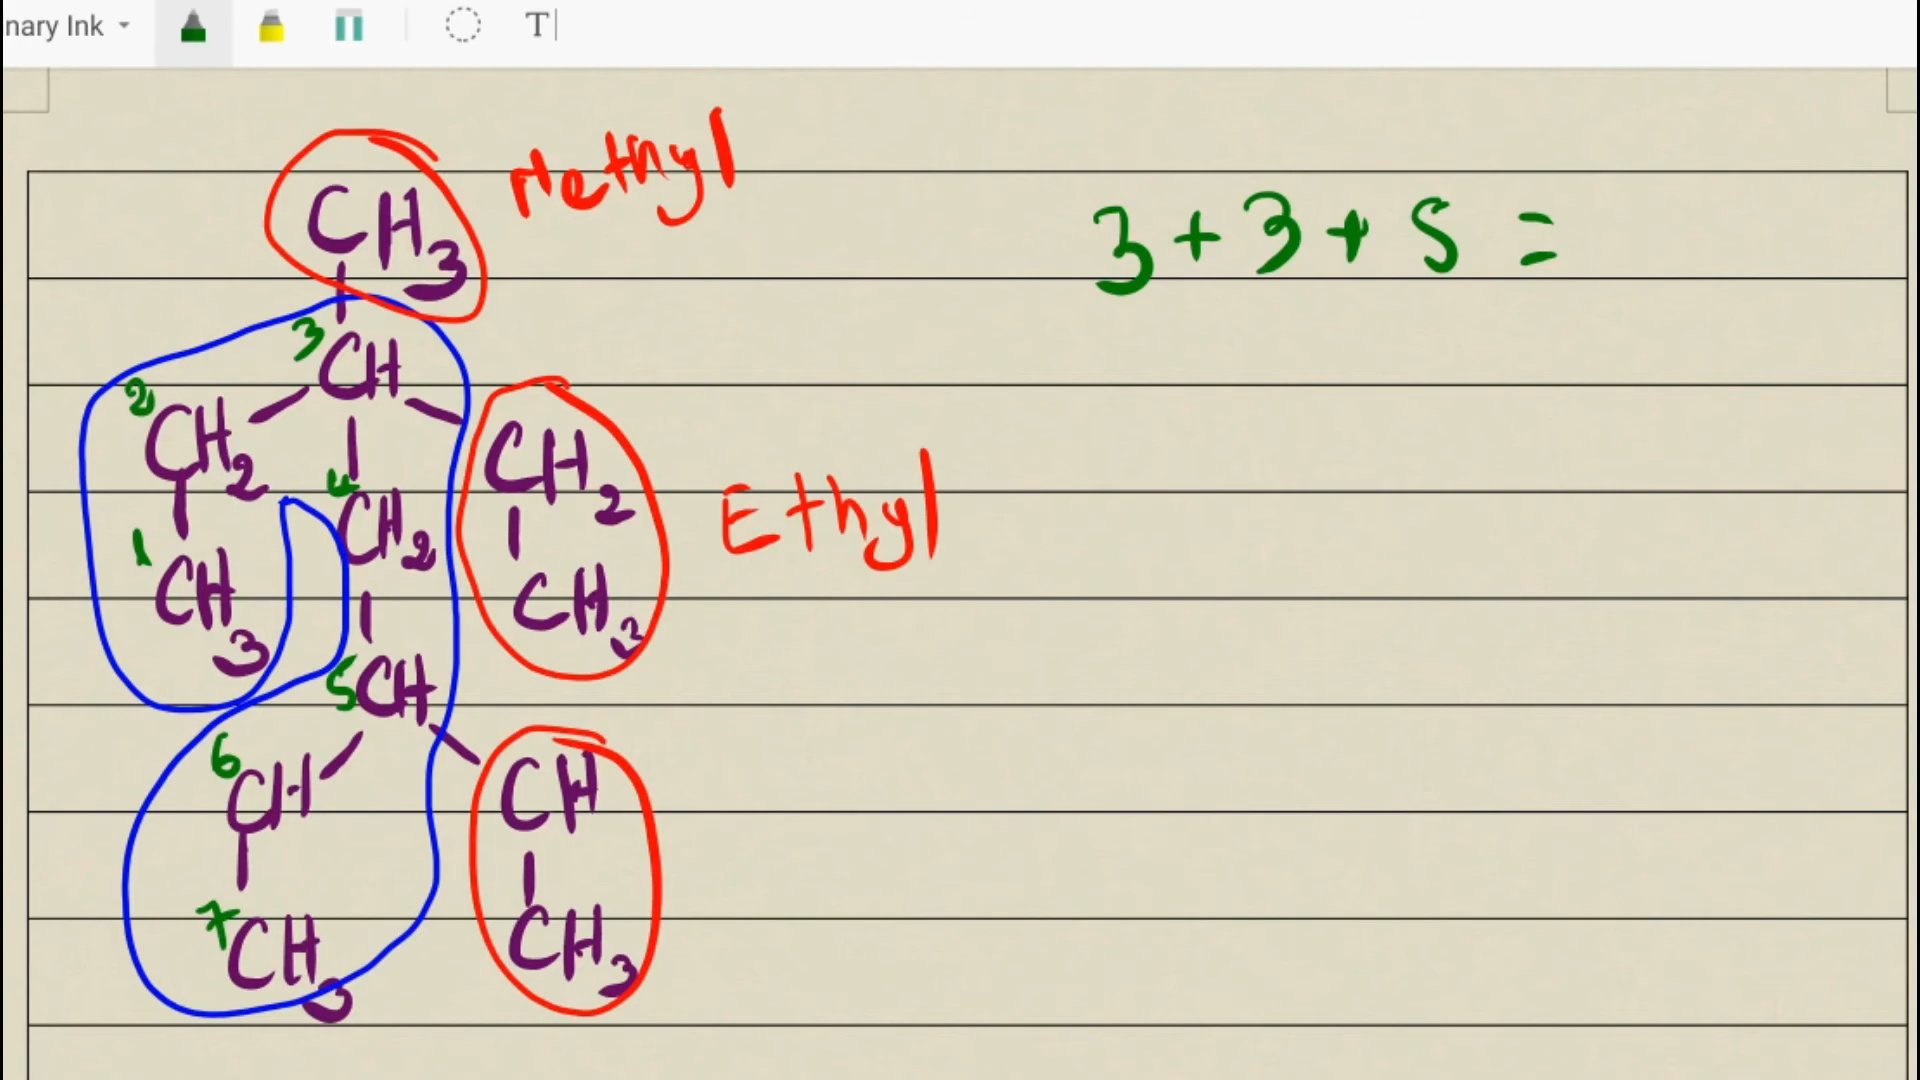 nary Ink
T
Methyl
CH3
3 + 3 + 5 =
3
CH
2
CH2
CH2
4
CH2
Ethyl
1
CH3
CH3
5
CH
6
CH
CH
7
CH3
CH3